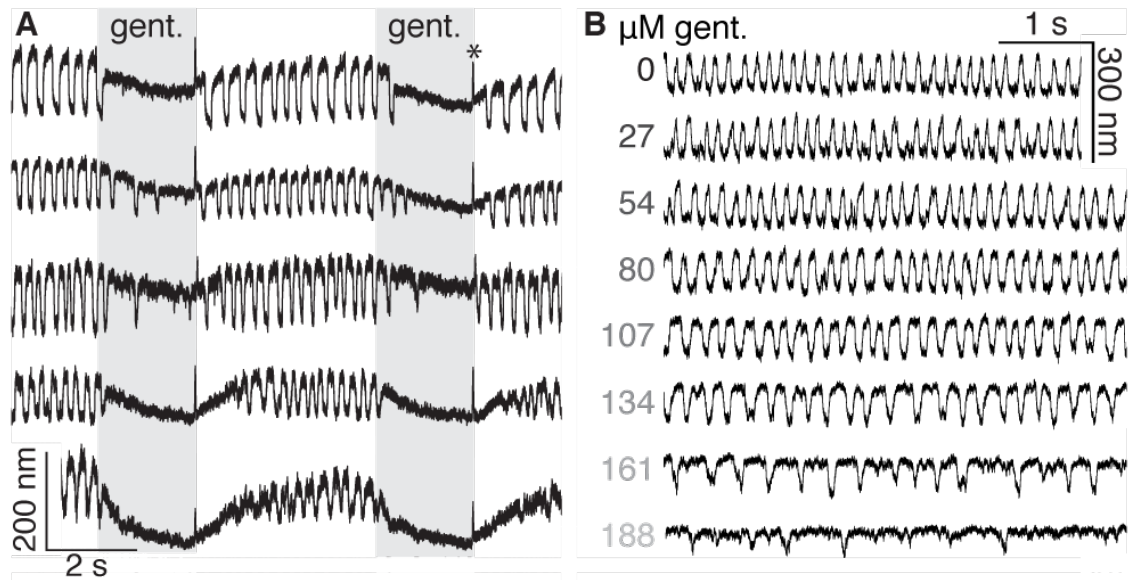 A
gent.
gent.
*
200 nm
2 s
B
µM gent.
1 s
300 nm
0
27
54
80
107
134
161
188